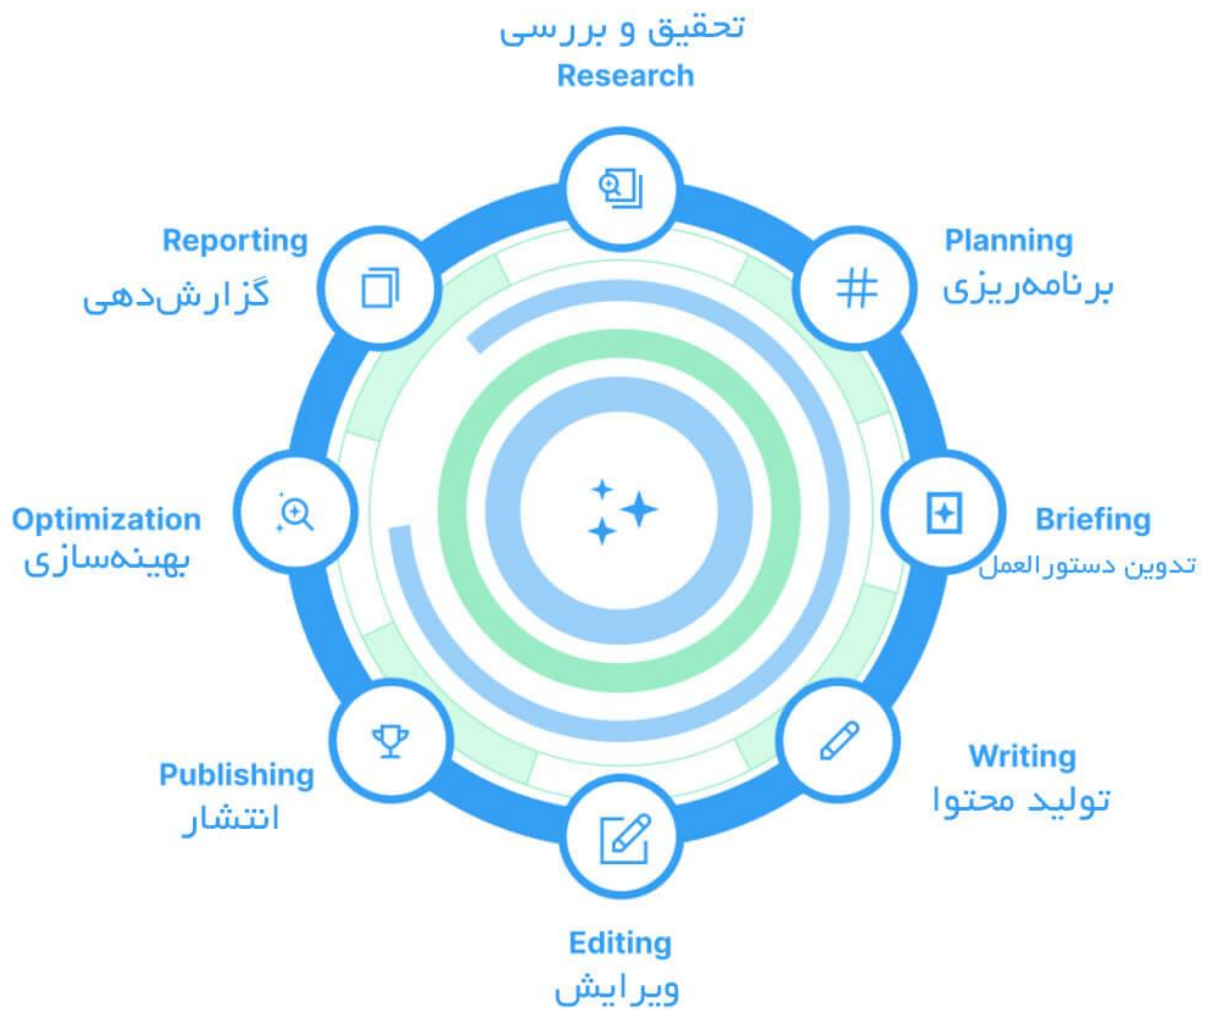 تحقیق و بررسی
Research
Planning
برنامه‌ریزی
Briefing
تدوین دستورالعمل
Writing
تولید محتوا
Editing
ویرایش
Publishing
انتشار
Optimization
بهینه‌سازی
Reporting
گزارش‌دهی